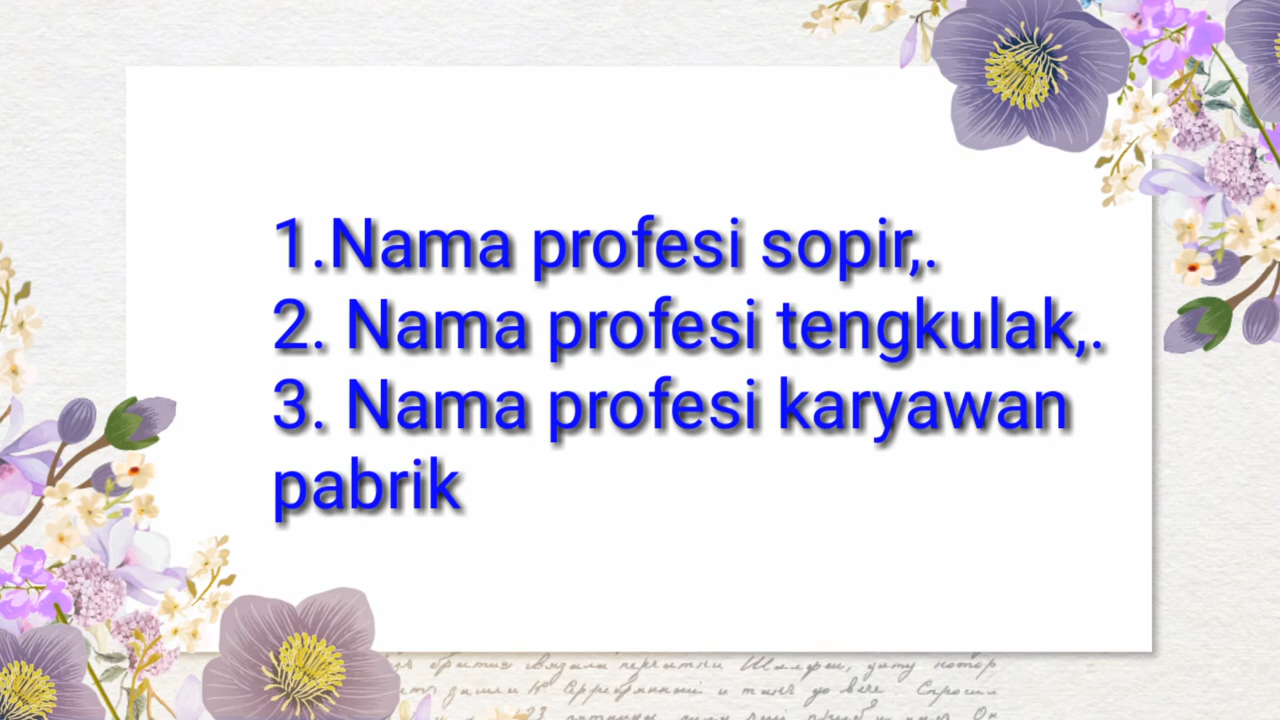 1.Nama profesi sopir,.
2. Nama profesi tengkulak,.
3. Nama profesi karyawan
pabrik